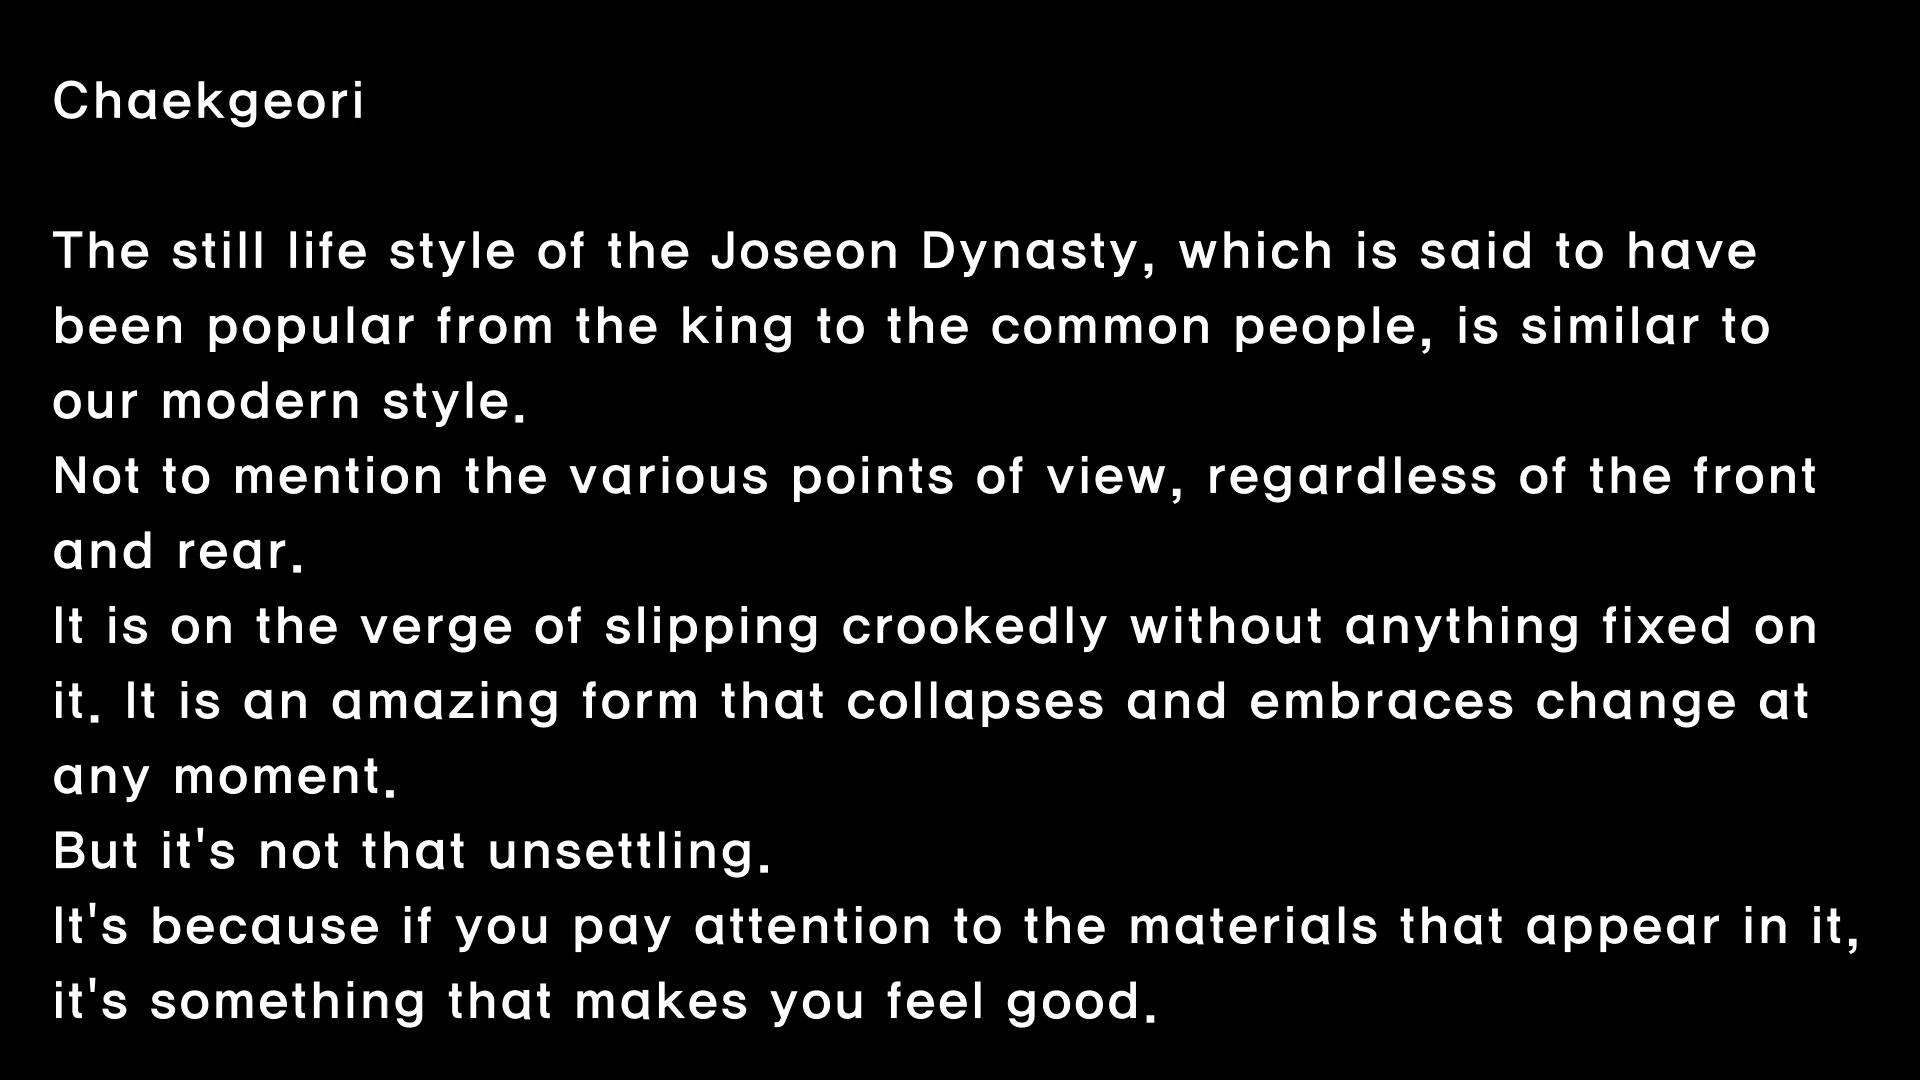 Chaekgeori
The still life style of the Joseon Dynasty, which is said to have
been popular from the king to the common people, is similar to
our modern style.
Not to mention the various points of view, regardless of the front
and rear.
It is on the verge of slipping crookedly without anything fixed on
it. It is an amazing form that collapses and embraces change at
any moment.
But it's not that unsettling.
It's because if you pay attention to the materials that appear in it,
it's something that makes you feel good.